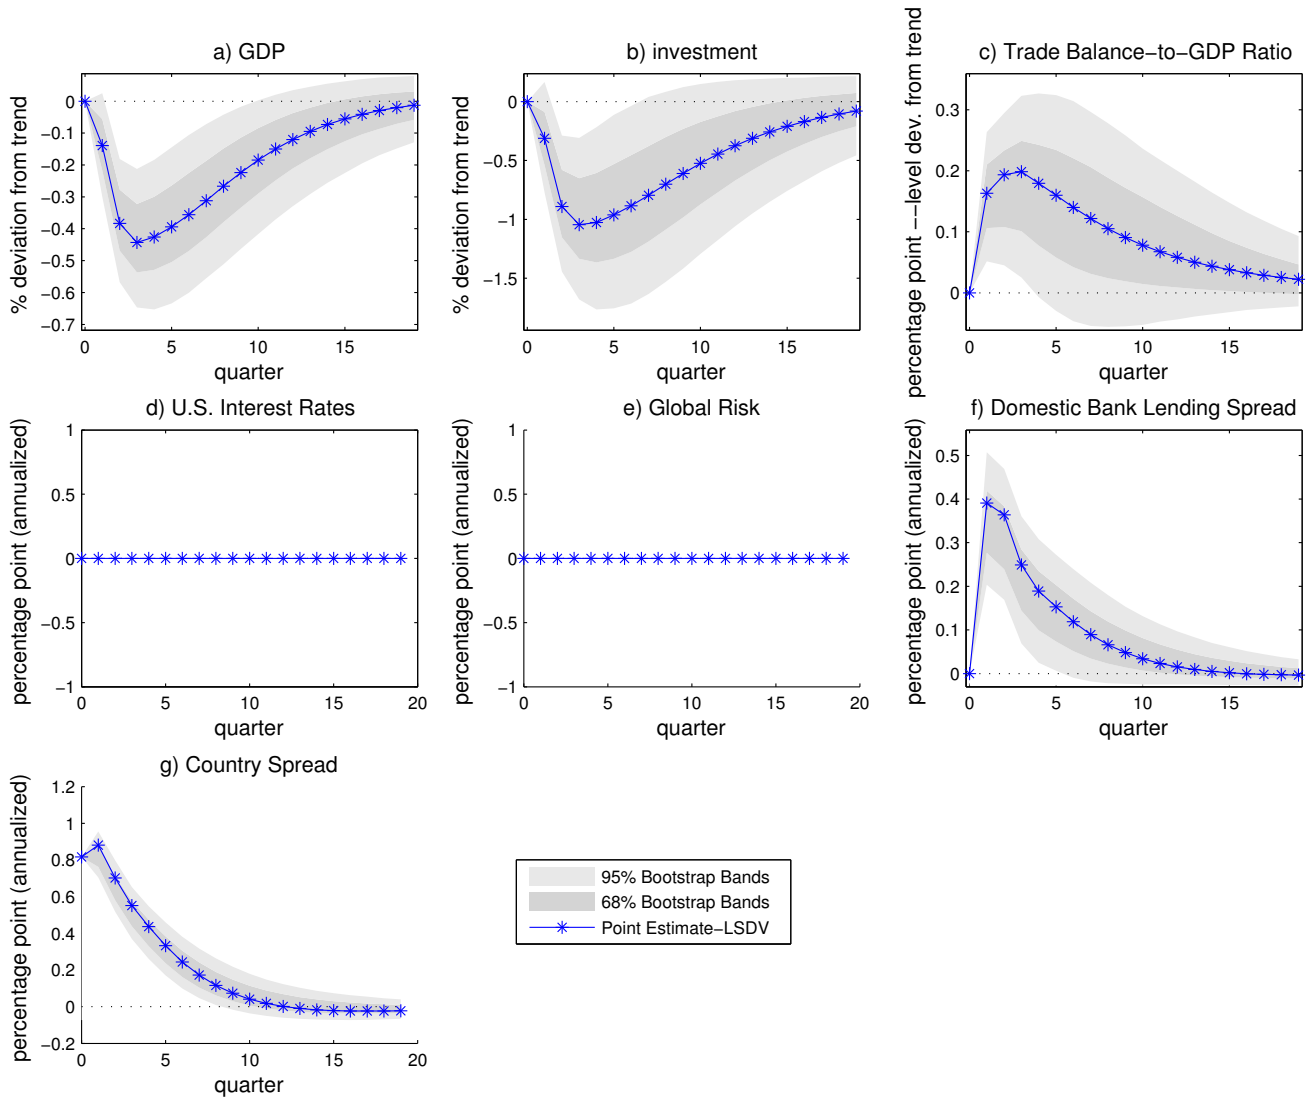 a) GDP
% deviation from trend
0
−0.1
−0.2
−0.3
−0.4
−0.5
−0.6
−0.7
0 5 10 15
quarter
b) investment
% deviation from trend
0
−0.5
−1
−1.5
0 5 10 15
quarter
c) Trade Balance−to−GDP Ratio
percentage point −−level dev. from trend
0.3
0.2
0.1
0
0 5 10 15
quarter
d) U.S. Interest Rates
percentage point (annualized)
1
0.5
0
−0.5
−1
0 5 10 15 20
quarter
e) Global Risk
percentage point (annualized)
1
0.5
0
−0.5
−1
0 5 10 15 20
quarter
f) Domestic Bank Lending Spread
percentage point (annualized)
0.5
0.4
0.3
0.2
0.1
0
0 5 10 15
quarter
g) Country Spread
percentage point (annualized)
1.2
1
0.8
0.6
0.4
0.2
0
−0.2
0 5 10 15 20
quarter
95% Bootstrap Bands
68% Bootstrap Bands
Point Estimate−LSDV